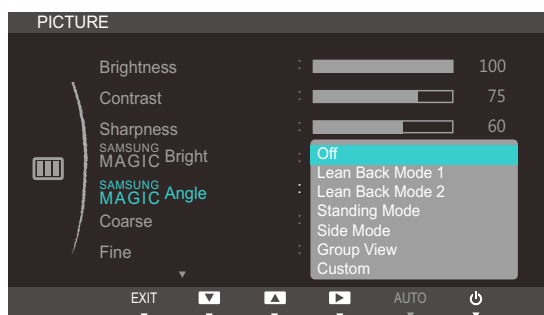 PICTURE
Brightness : 100
Contrast : 75
Sharpness : 60
SAMSUNG MAGIC Bright :
SAMSUNG MAGIC Angle :
Coarse :
Fine :
Off
Lean Back Mode 1
Lean Back Mode 2
Standing Mode
Side Mode
Group View
Custom
EXIT AUTO